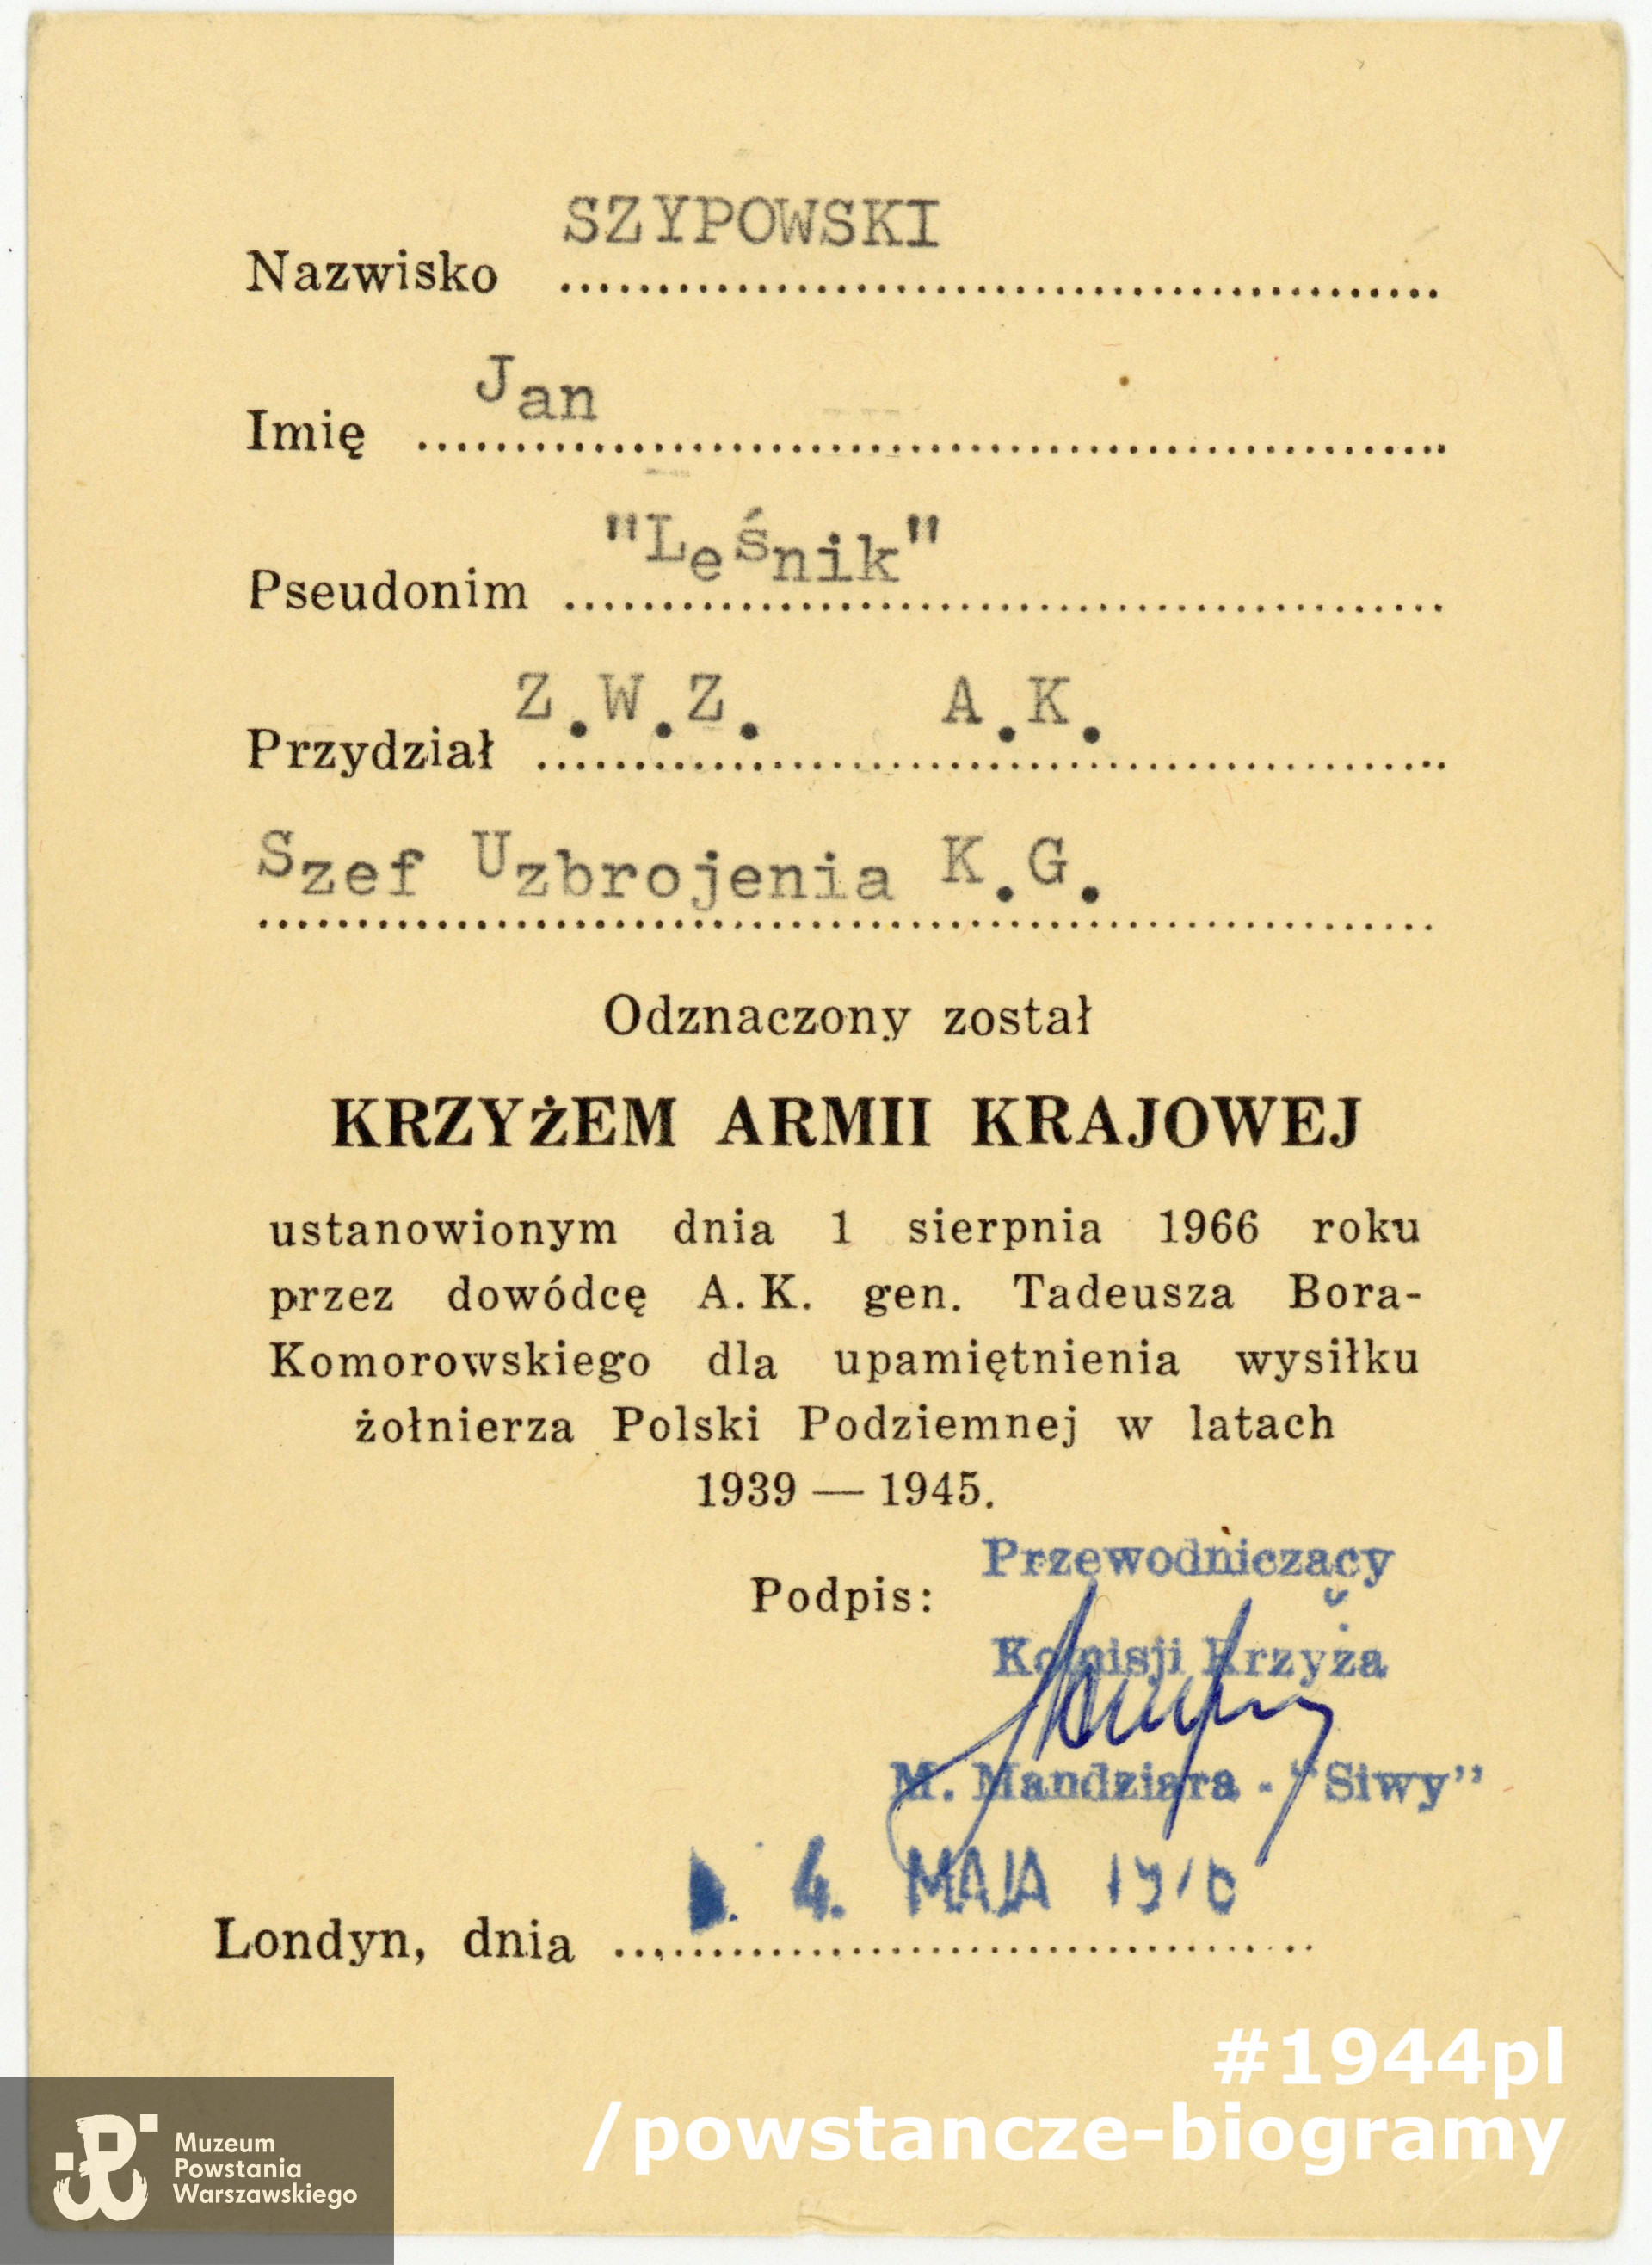 SZYPOWSKI
Nazwisko
Jan
Imię
"Leśnik"
Pseudonim
Z.W.Z. A.K.
Przydział
Szef Uzbrojenia K.G.
Odznaczony został
KRZYżEM ARMII KRAJOWEJ
ustanowionym dnia 1 sierpnia 1966 roku
przez dowódcę A. K. gen. Tadeusza Bora-
Komorowskiego dla upamiętnienia wysiłku
żołnierza Polski Podziemnej w latach
1939 — 1945.
Przewodniczący
Podpis:
Komisji Krzyża
M. Mandziara - "Siwy"
4. MAJA
Londyn, dnia
#1944pl
/powstancze-biogramy
Muzeum
Powstania
Warszawskiego